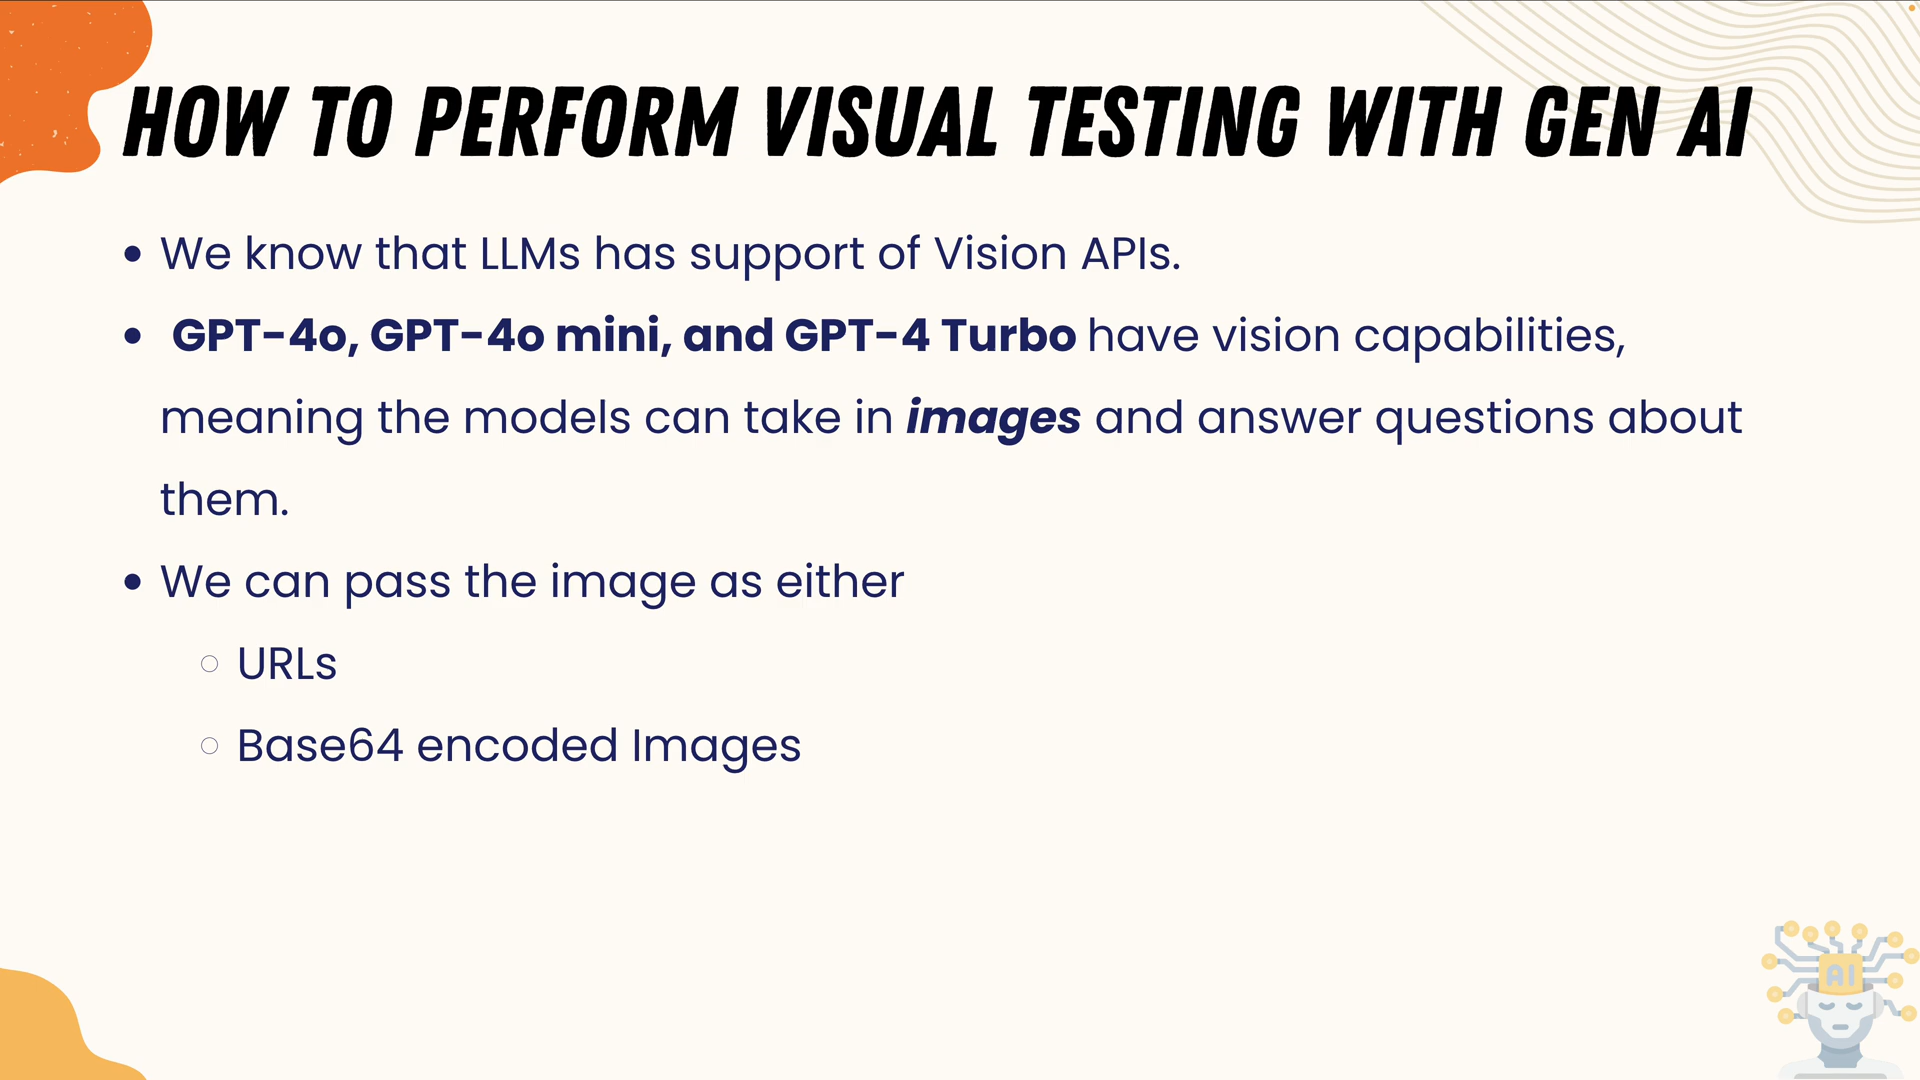 HOW TO PERFORM VISUAL TESTING WITH GEN AI
• We know that LLMs has support of Vision APIs.
• GPT-4o, GPT-4o mini, and GPT-4 Turbo have vision capabilities,
meaning the models can take in images and answer questions about
them.
• We can pass the image as either
○ URLs
○ Base64 encoded Images
AI